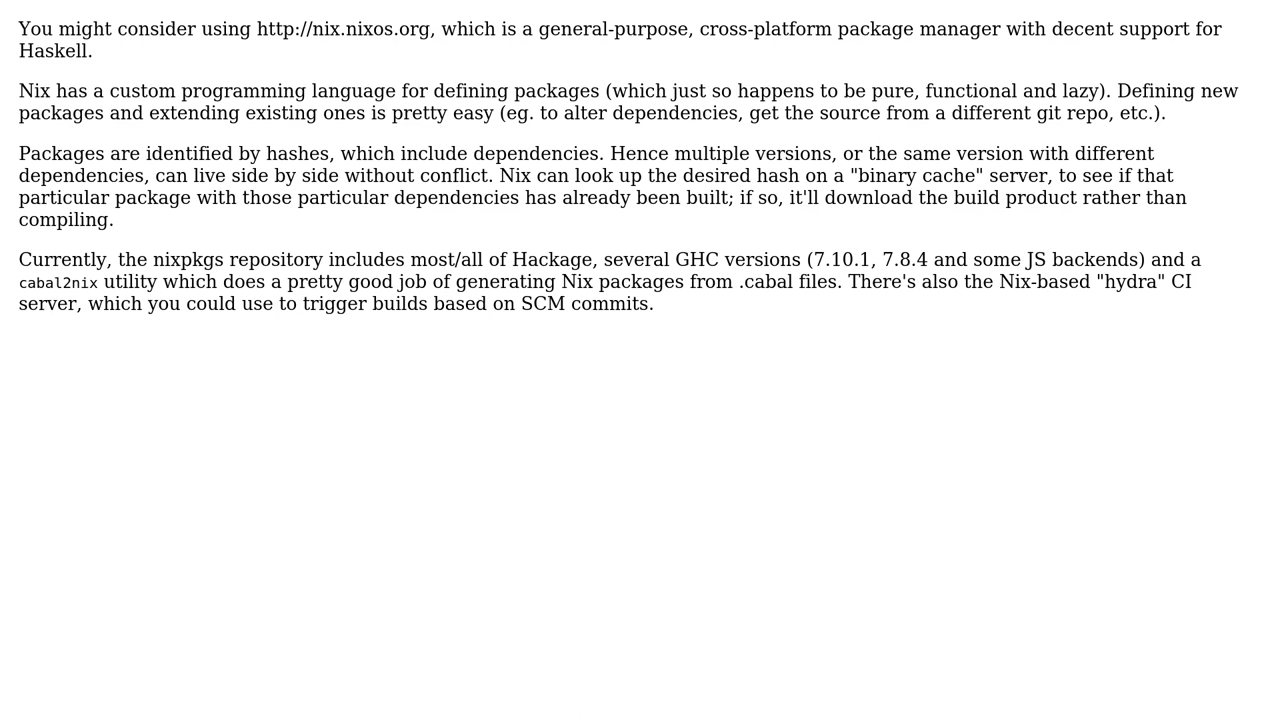 You might consider using http://nix.nixos.org, which is a general-purpose, cross-platform package manager with decent support for
Haskell.
Nix has a custom programming language for defining packages (which just so happens to be pure, functional and lazy). Defining new
packages and extending existing ones is pretty easy (eg. to alter dependencies, get the source from a different git repo, etc.).
Packages are identified by hashes, which include dependencies. Hence multiple versions, or the same version with different
dependencies, can live side by side without conflict. Nix can look up the desired hash on a "binary cache" server, to see if that
particular package with those particular dependencies has already been built; if so, it'll download the build product rather than
compiling.
Currently, the nixpkgs repository includes most/all of Hackage, several GHC versions (7.10.1, 7.8.4 and some JS backends) and a
cabal2nix utility which does a pretty good job of generating Nix packages from .cabal files. There's also the Nix-based "hydra" CI
server, which you could use to trigger builds based on SCM commits.